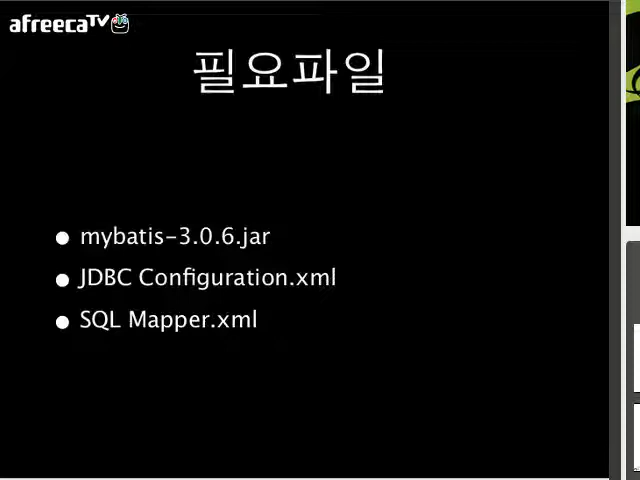 afreecaTV
필요파일
mybatis-3.0.6.jar
JDBC Configuration.xml
SQL Mapper.xml